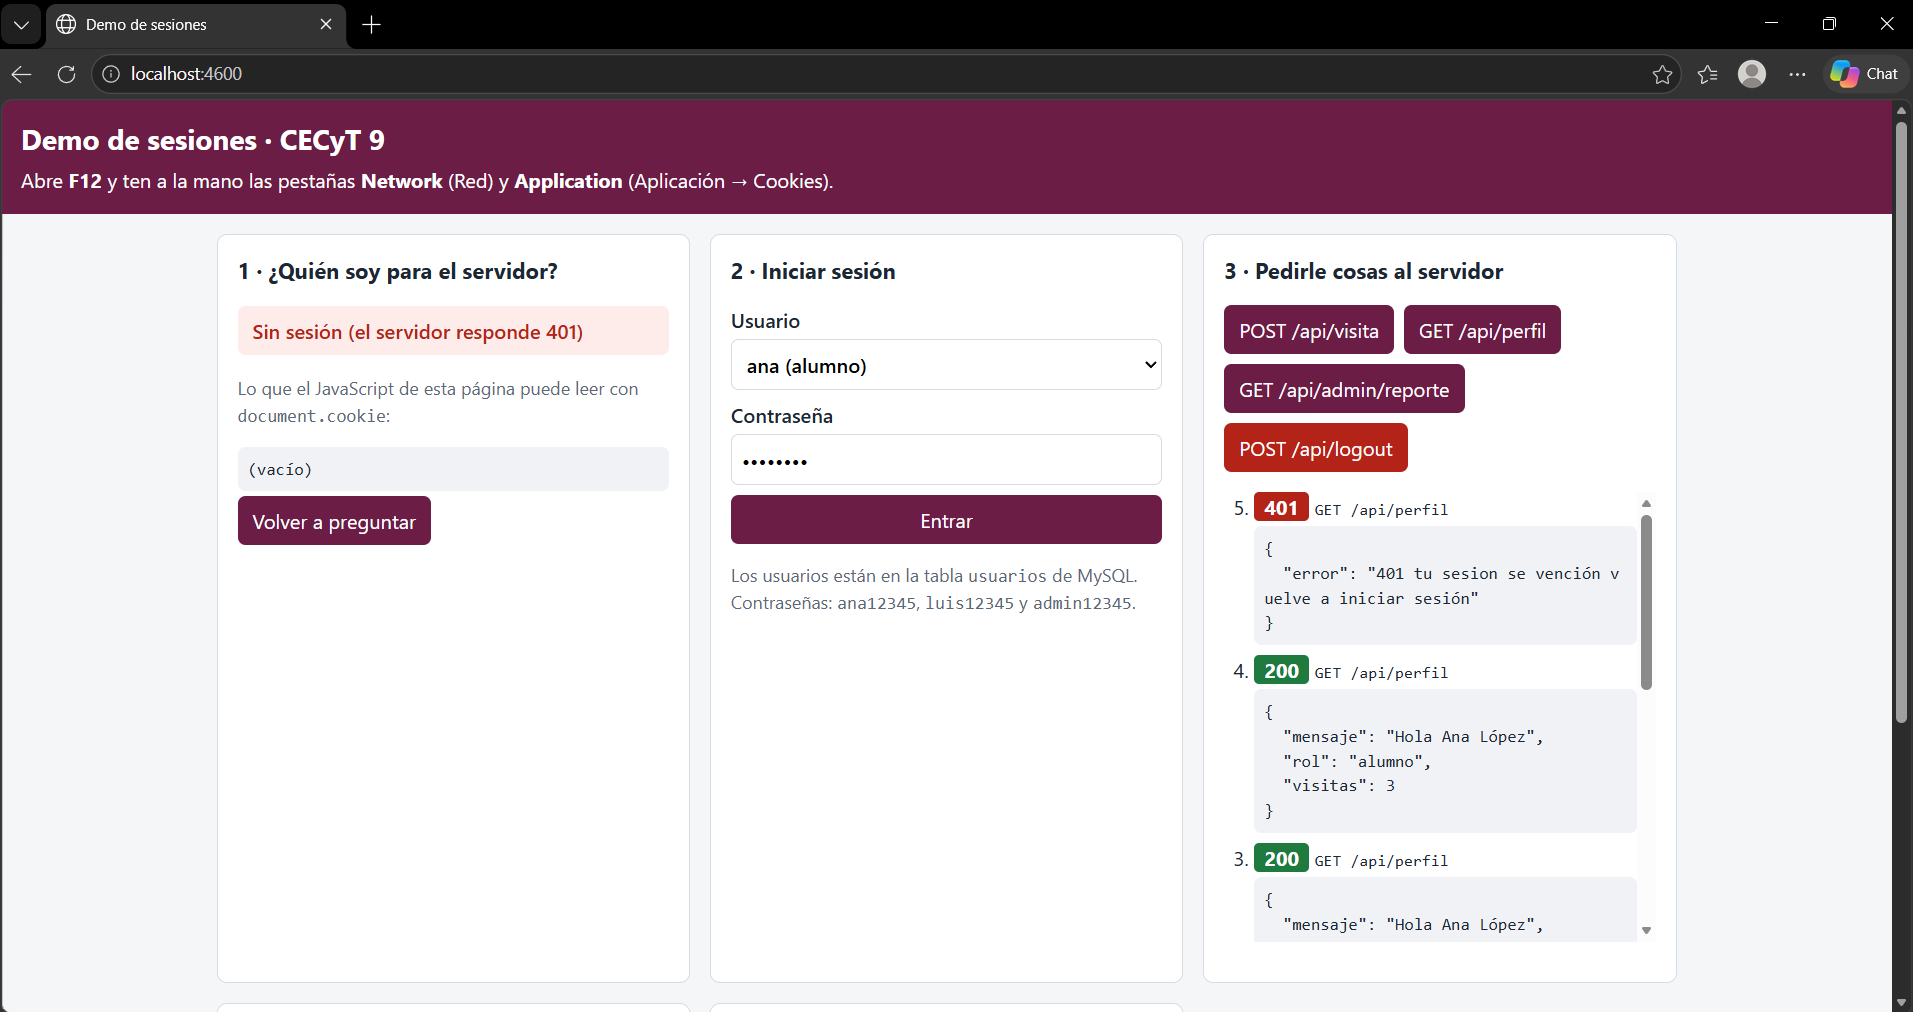 Demo de sesiones
localhost:4600
Chat
Demo de sesiones · CECyT 9
Abre F12 y ten a la mano las pestañas Network (Red) y Application (Aplicación → Cookies).
1 · ¿Quién soy para el servidor?
Sin sesión (el servidor responde 401)
Lo que el JavaScript de esta página puede leer con
document.cookie:
(vacío)
Volver a preguntar
2 · Iniciar sesión
Usuario
ana (alumno)
Contraseña
••••••••
Entrar
Los usuarios están en la tabla usuarios de MySQL.
Contraseñas: ana12345, luis12345 y admin12345.
3 · Pedirle cosas al servidor
POST /api/visita
GET /api/perfil
GET /api/admin/reporte
POST /api/logout
5. 401 GET /api/perfil
{
"error": "401 tu sesion se vención v
uelve a iniciar sesión"
}
4. 200 GET /api/perfil
{
"mensaje": "Hola Ana López",
"rol": "alumno",
"visitas": 3
}
3. 200 GET /api/perfil
{
"mensaje": "Hola Ana López",